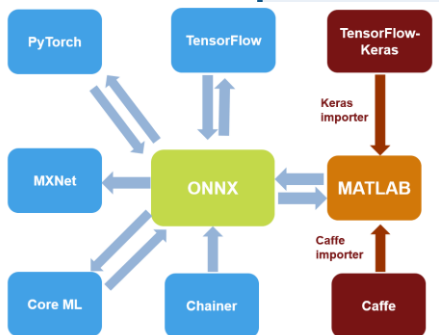 PyTorch
TensorFlow
TensorFlow-
Keras
Keras
importer
MXNet
ONNX
MATLAB
Caffe
importer
Core ML
Chainer
Caffe